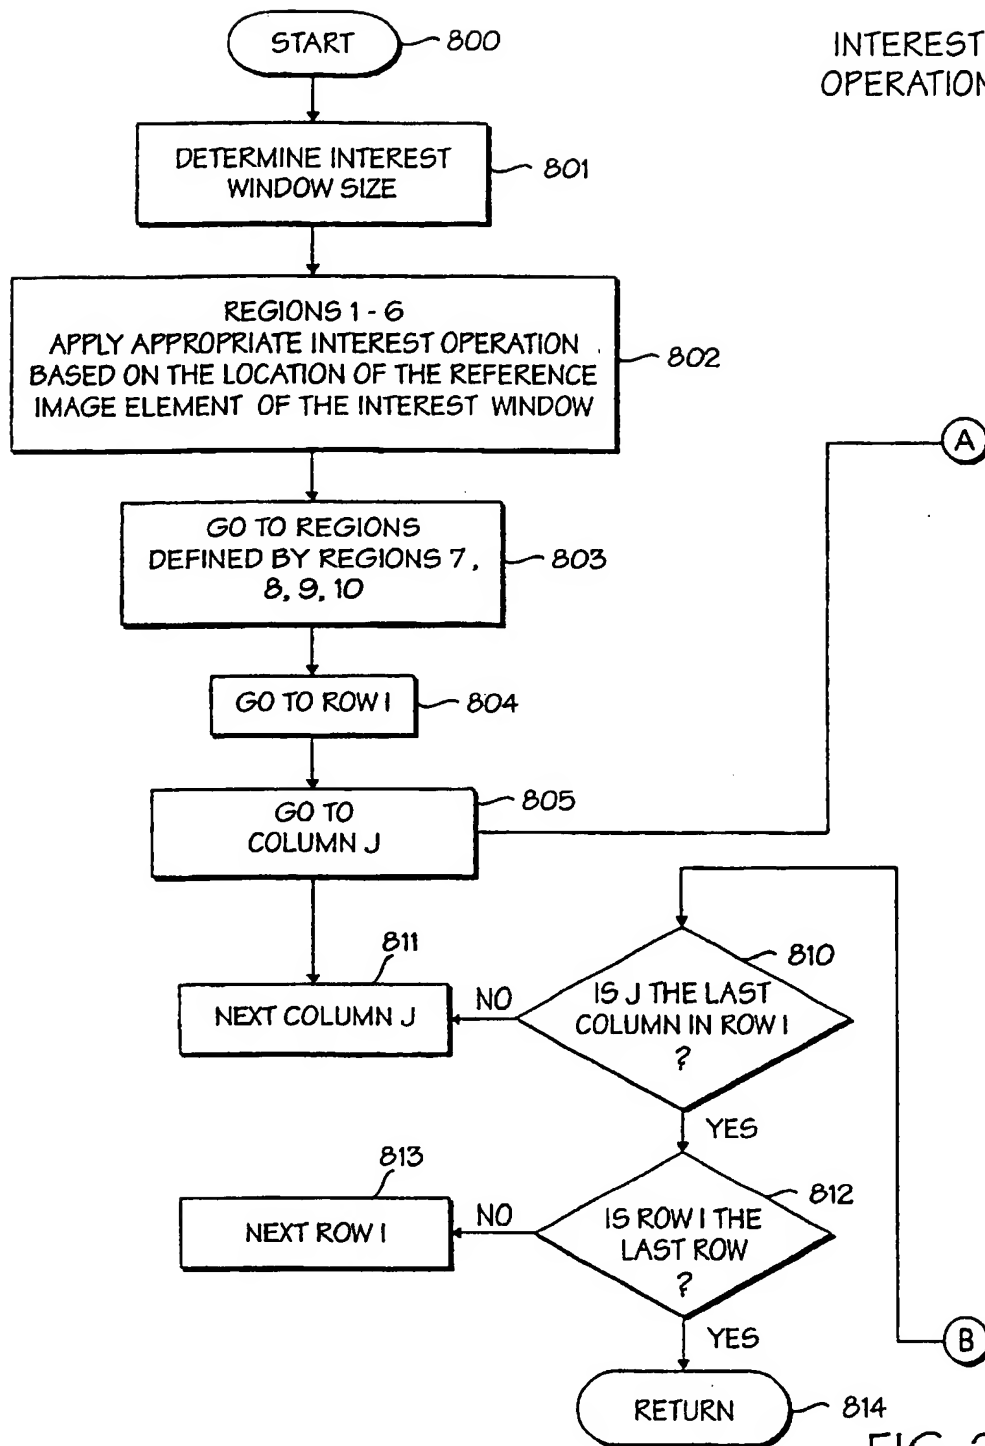 START
800
INTEREST
OPERATION
DETERMINE INTEREST
WINDOW SIZE
801
REGIONS 1 - 6
APPLY APPROPRIATE INTEREST OPERATION
BASED ON THE LOCATION OF THE REFERENCE
IMAGE ELEMENT OF THE INTEREST WINDOW
802
A
GO TO REGIONS
DEFINED BY REGIONS 7,
8, 9, 10
803
GO TO ROW I
804
GO TO
COLUMN J
805
811
NEXT COLUMN J
NO
810
IS J THE LAST
COLUMN IN ROW I
?
YES
813
NEXT ROW I
NO
812
IS ROW I THE
LAST ROW
?
YES
B
RETURN
814